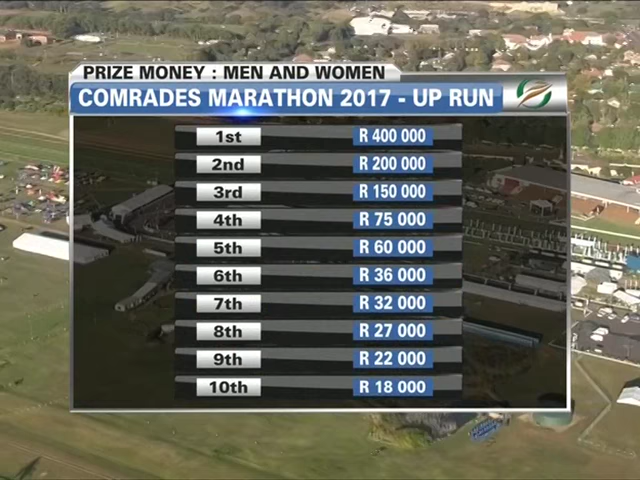 PRIZE MONEY : MEN AND WOMEN
COMRADES MARATHON 2017 - UP RUN
1st R 400 000
2nd R 200 000
3rd R 150 000
4th R 75 000
5th R 60 000
6th R 36 000
7th R 32 000
8th R 27 000
9th R 22 000
10th R 18 000